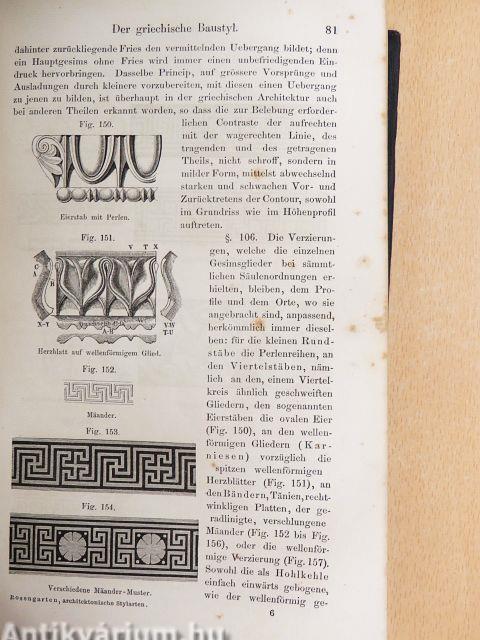 Der griechische Baustyl. 81
dahinter zurückliegende Fries den vermittelnden Uebergang bildet; denn
ein Hauptgesims ohne Fries wird immer einen unbefriedigenden Ein-
druck hervorbringen. Dasselbe Princip, auf grössere Vorsprünge und
Ausladungen durch kleinere vorzubereiten, mit diesen einen Uebergang
zu jenen zu bilden, ist überhaupt in der griechischen Architektur auch
bei anderen Theilen erkannt worden, so dass die zur Belebung erforder-
Fig. 150.
lichen Contraste der aufrechten
mit der wagerechten Linie, des
tragenden und des getragenen
Theils, nicht schroff, sondern in
milder Form, mittelst abwechselnd
starken und schwachen Vor- und
Zurücktretens der Contour, sowohl
im Grundriss wie im Höhenprofil
auftreten.
Eierstab mit Perlen.
Fig. 151.
V T X
C
A
B
X-Y
A-B
V-W
T-U
Herzblatt auf wellenförmigem Glied.
Fig. 152.
Mäander.
Fig. 153.
Fig. 154.
Verschiedene Mäander-Muster.
§. 106. Die Verzierun-
gen, welche die einzelnen
Gesimsglieder bei sämmt-
lichen Säulenordnungen er-
hielten, bleiben, dem Pro-
file und dem Orte, wo sie
angebracht sind, anpassend,
herkömmlich immer diesel-
ben: für die kleinen Rund-
stäbe die Perlenreihen, an
den Viertelstäben, näm-
lich an den, einem Viertel-
kreis ähnlich geschweiften
Gliedern, den sogenannten
Eierstäben die ovalen Eier
(Fig. 150), an den wellen-
förmigen Gliedern (Kar-
niesen) vorzüglich die
spitzen wellenförmigen
Herzblätter (Fig. 151), an
den Bändern, Tänien, recht-
winkligen Platten, der ge-
radlinigte, verschlungene
Mäander (Fig. 152 bis Fig.
156), oder die wellenför-
mige Verzierung (Fig. 157).
Sowohl die als Hohlkehle
einfach einwärts gebogene,
wie der wellenförmig ge-
Rosengarten, architektonische Stylarten.
6
Antikvárium.hu